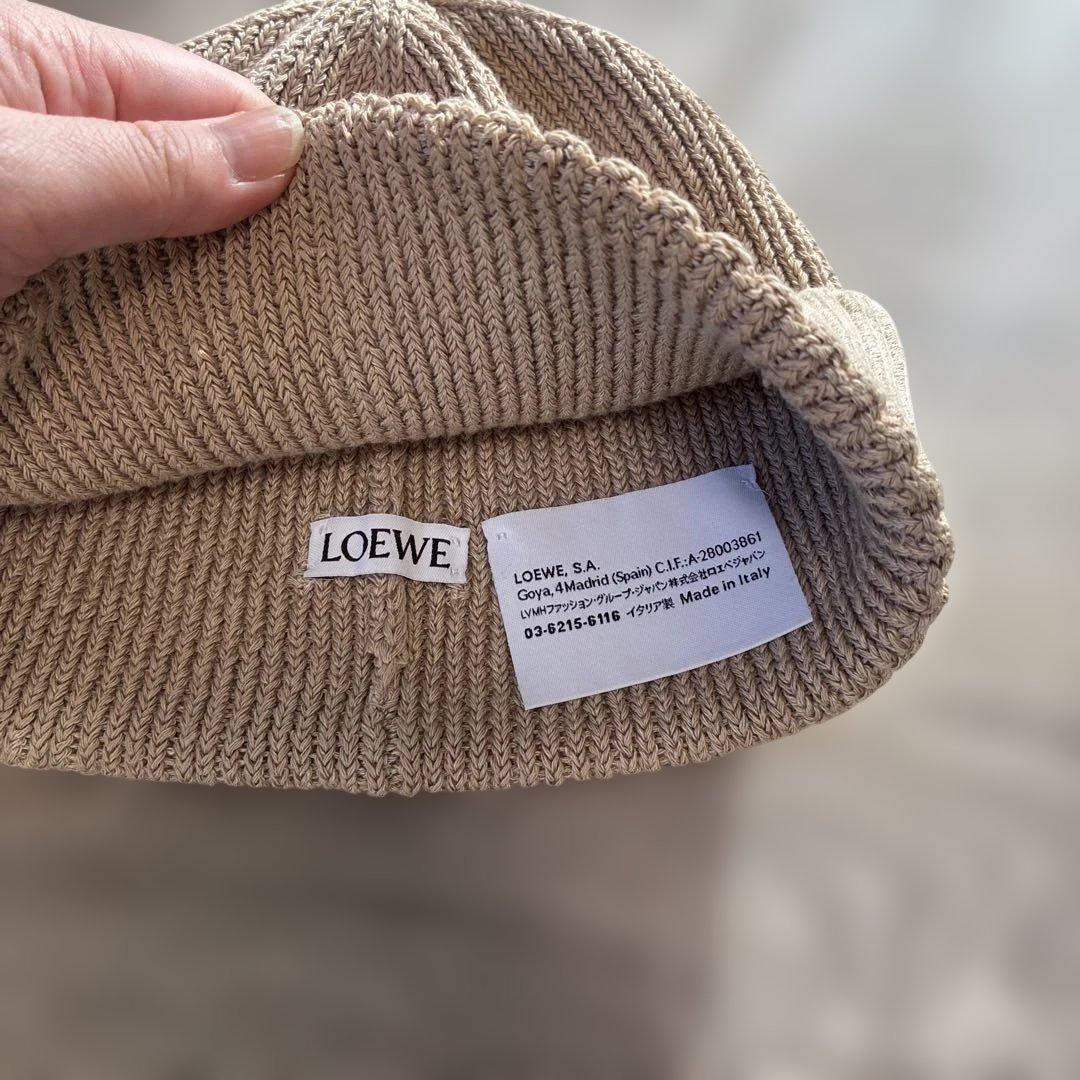 LOEWE
LOEWE, S.A.
Goya, 4 Madrid (Spain) C.I.F.:A-28003861
LVMHファッション・グループ・ジャパン株式会社ロエベジャパン
03-6215-6116 イタリア製 Made in Italy